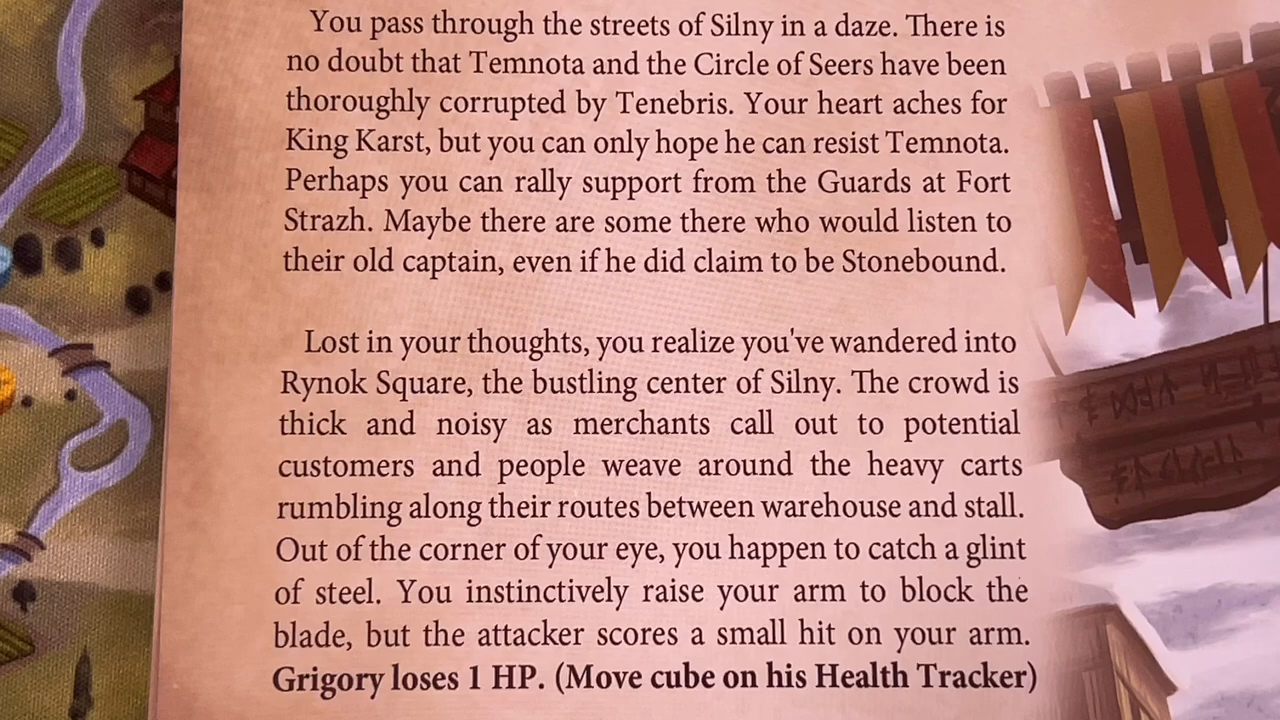 You pass through the streets of Silny in a daze. There is
no doubt that Temnota and the Circle of Seers have been
thoroughly corrupted by Tenebris. Your heart aches for
King Karst, but you can only hope he can resist Temnota.
Perhaps you can rally support from the Guards at Fort
Strazh. Maybe there are some there who would listen to
their old captain, even if he did claim to be Stonebound.
Lost in your thoughts, you realize you've wandered into
Rynok Square, the bustling center of Silny. The crowd is
thick and noisy as merchants call out to potential
customers and people weave around the heavy carts
rumbling along their routes between warehouse and stall.
Out of the corner of your eye, you happen to catch a glint
of steel. You instinctively raise your arm to block the
blade, but the attacker scores a small hit on your arm.
Grigory loses 1 HP. (Move cube on his Health Tracker)